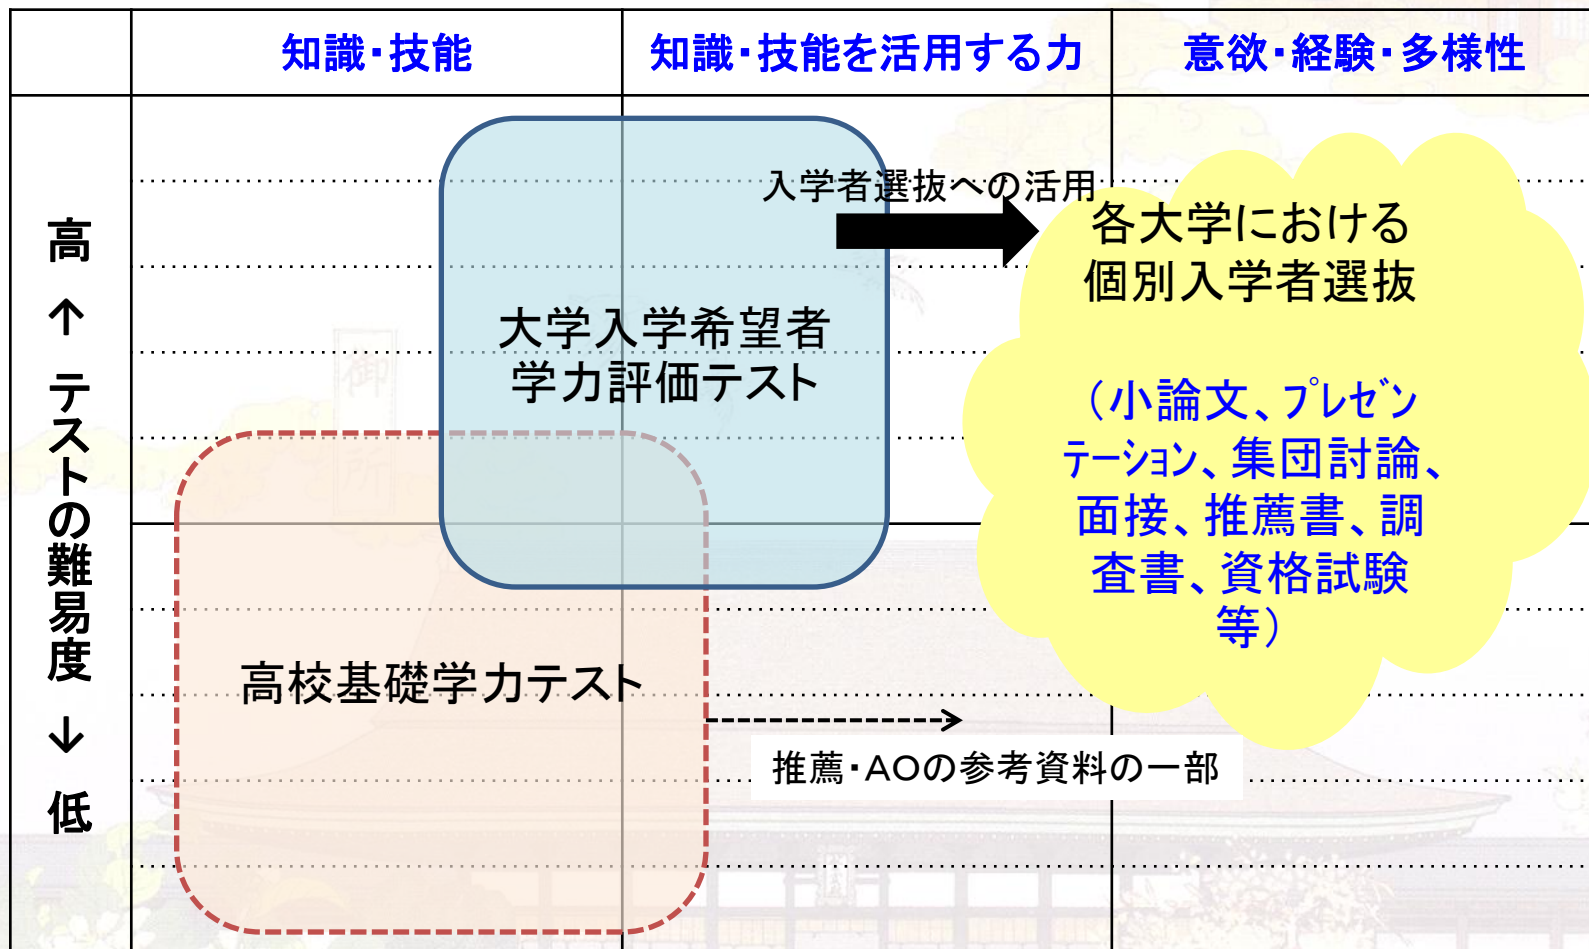 知識・技能
知識・技能を活用する力
意欲・経験・多様性
高 ↑ テストの難易度 ↓ 低
入学者選抜への活用
各大学における
個別入学者選抜
（小論文、プレゼン
テーション、集団討論、
面接、推薦書、調
査書、資格試験
等）
大学入学希望者
学力評価テスト
御所
高校基礎学力テスト
推薦・AOの参考資料の一部